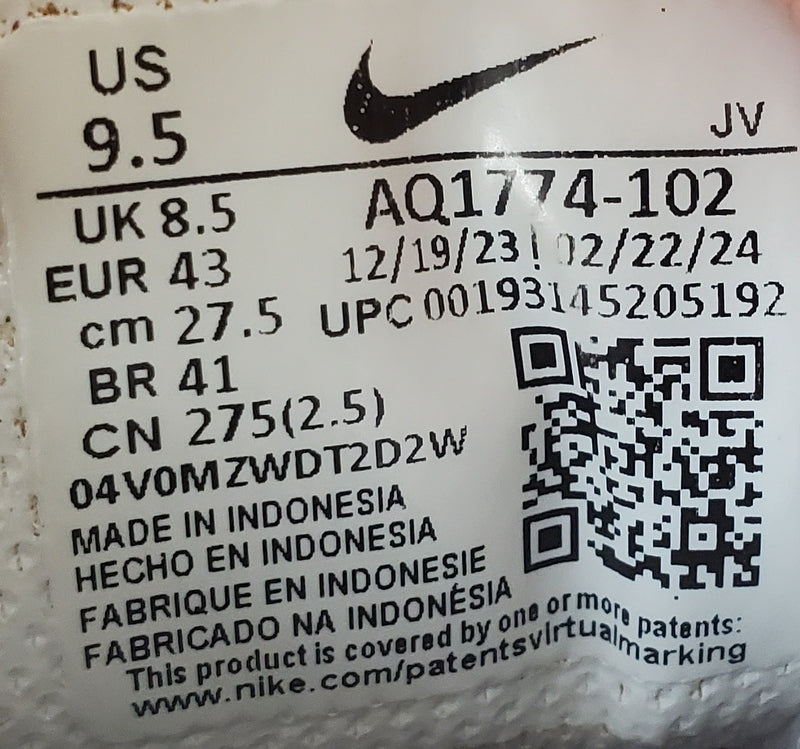 US
9.5
JV
UK 8.5
AQ1774-102
EUR 43
12/19/23 ! 02/22/24
cm 27.5
UPC 00193145205192
BR 41
CN 275(2.5)
04V0MZWDT2D2W
MADE IN INDONESIA
HECHO EN INDONESIA
FABRIQUE EN INDONESIE
FABRICADO NA INDONÉSIA
This product is covered by one or more patents:
www.nike.com/patentsvirtualmarking